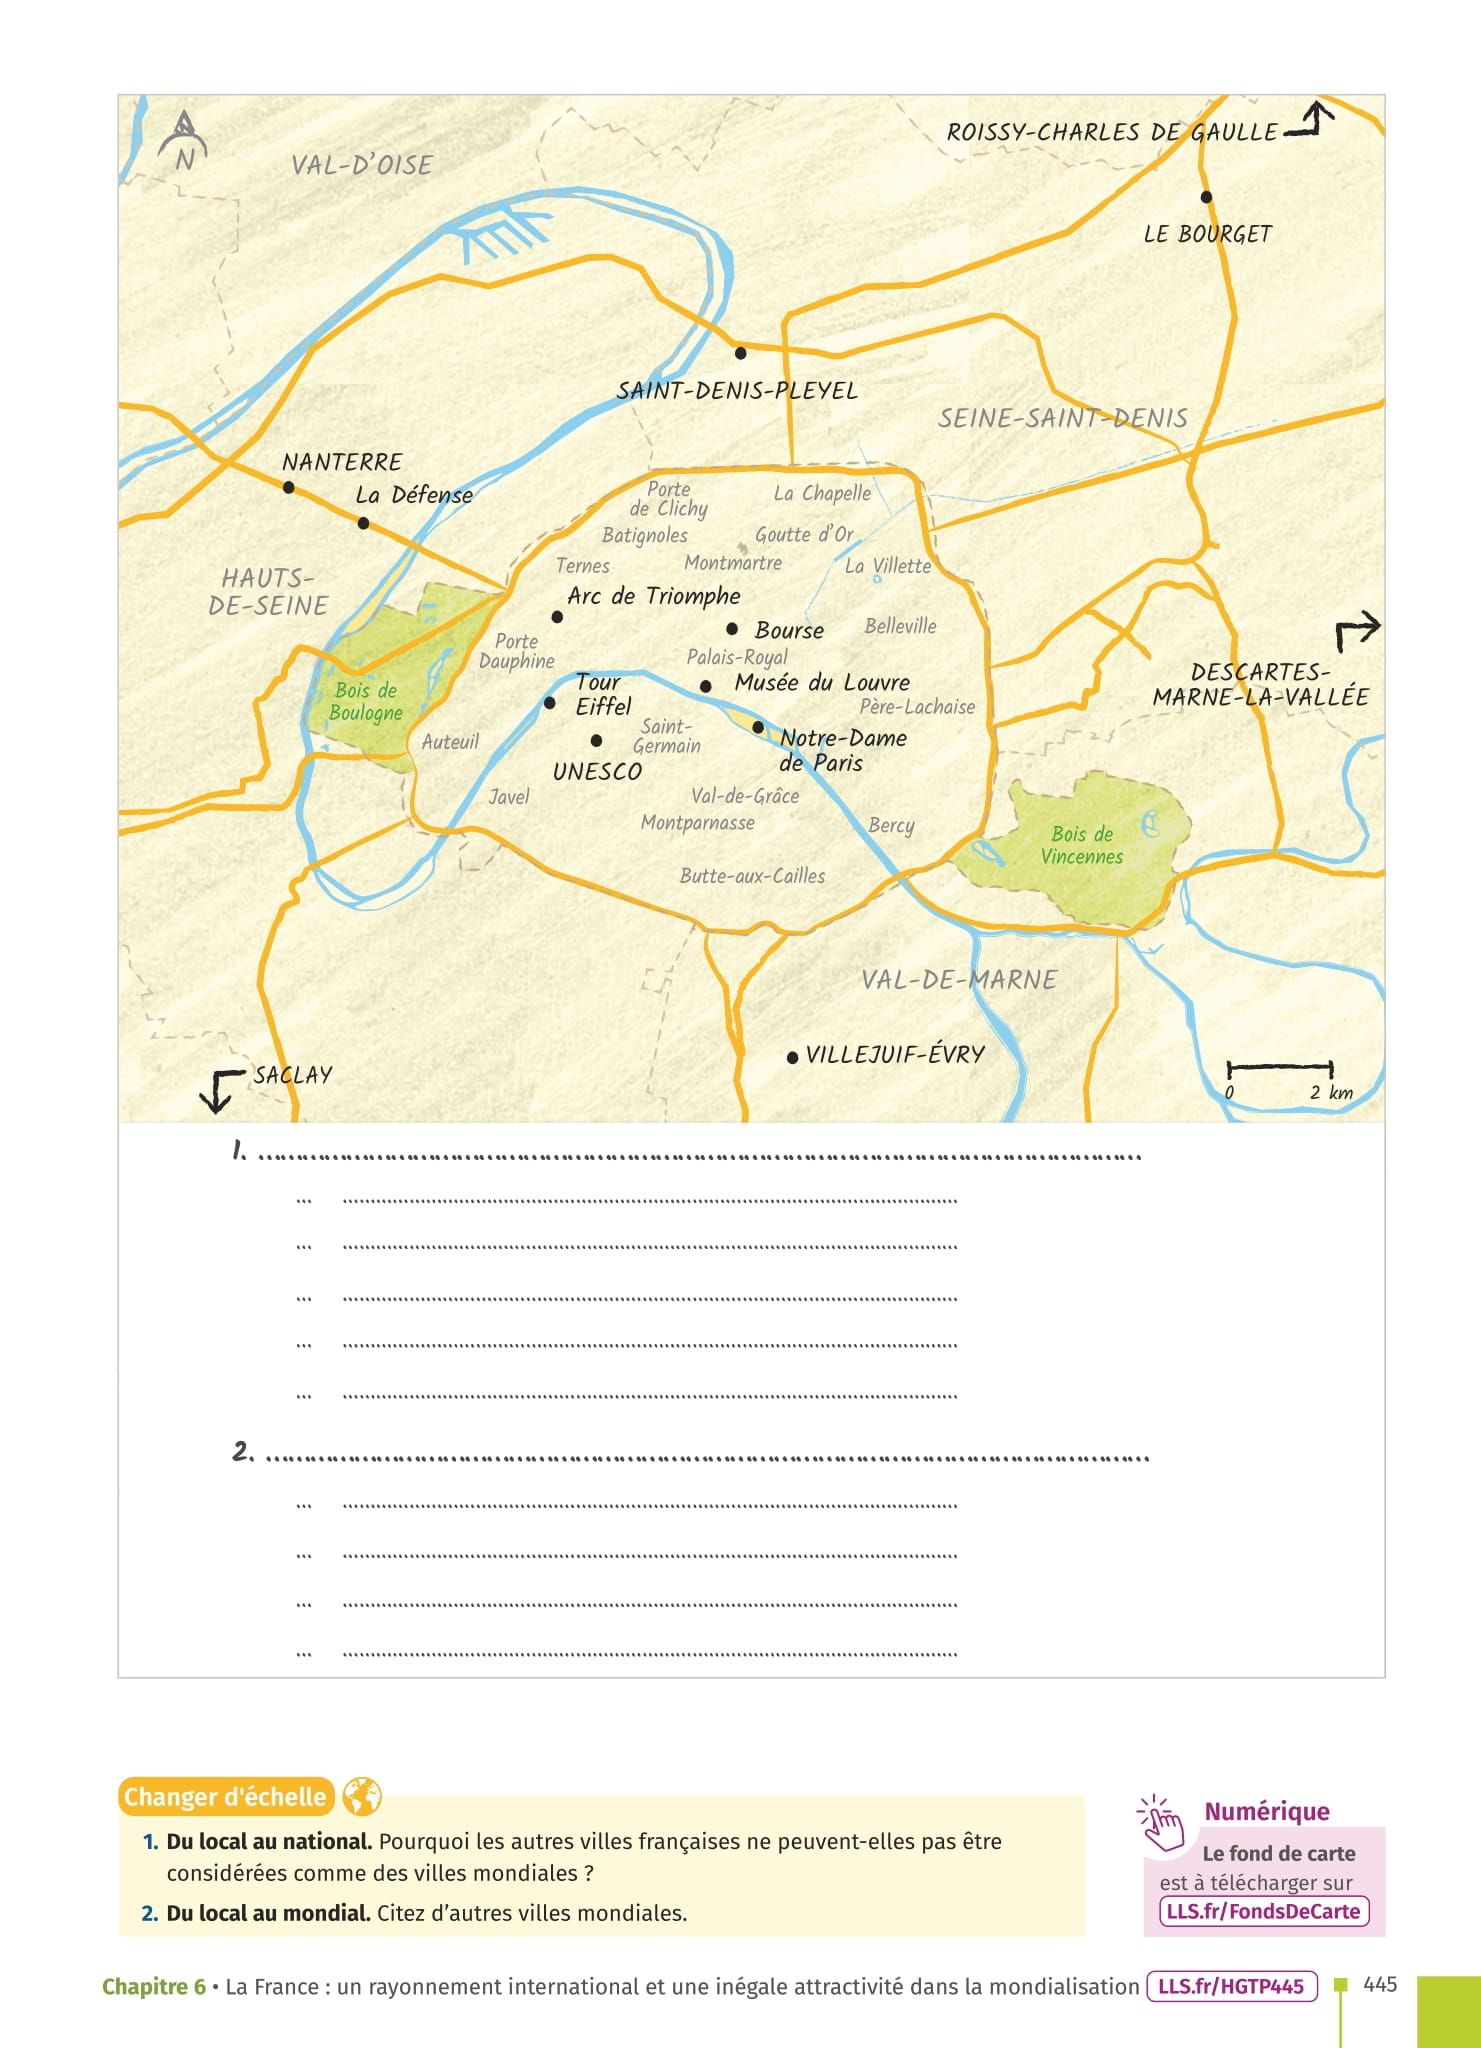 N
VAL-D'OISE
ROISSY-CHARLES DE GAULLE
LE BOURGET
SAINT-DENIS-PLEYEL
SEINE-SAINT-DENIS
NANTERRE
La Défense
Porte
de Clichy
La Chapelle
Batignoles
Goutte d'Or
Ternes
Montmartre
La Villette
HAUTS-
DE-SEINE
Arc de Triomphe
Bourse
Belleville
Porte
Dauphine
Palais-Royal
DESCARTES-
MARNE-LA-VALLÉE
Bois de
Boulogne
Tour
Eiffel
Musée du Louvre
Père-Lachaise
Saint-
Germain
Auteuil
Notre-Dame
de Paris
UNESCO
Javel
Val-de-Grâce
Montparnasse
Bercy
Bois de
Vincennes
Butte-aux-Cailles
VAL-DE-MARNE
VILLEJUIF-ÉVRY
SACLAY
0 2 km
1. ........................................................................
... ........................................................................
... ........................................................................
... ........................................................................
... ........................................................................
... ........................................................................
2. ........................................................................
... ........................................................................
... ........................................................................
... ........................................................................
... ........................................................................
Changer d'échelle
1. Du local au national. Pourquoi les autres villes françaises ne peuvent-elles pas être
considérées comme des villes mondiales ?
2. Du local au mondial. Citez d'autres villes mondiales.
Numérique
Le fond de carte
est à télécharger sur
LLS.fr/FondsDeCarte
Chapitre 6 • La France : un rayonnement international et une inégale attractivité dans la mondialisation LLS.fr/HGTP445 445